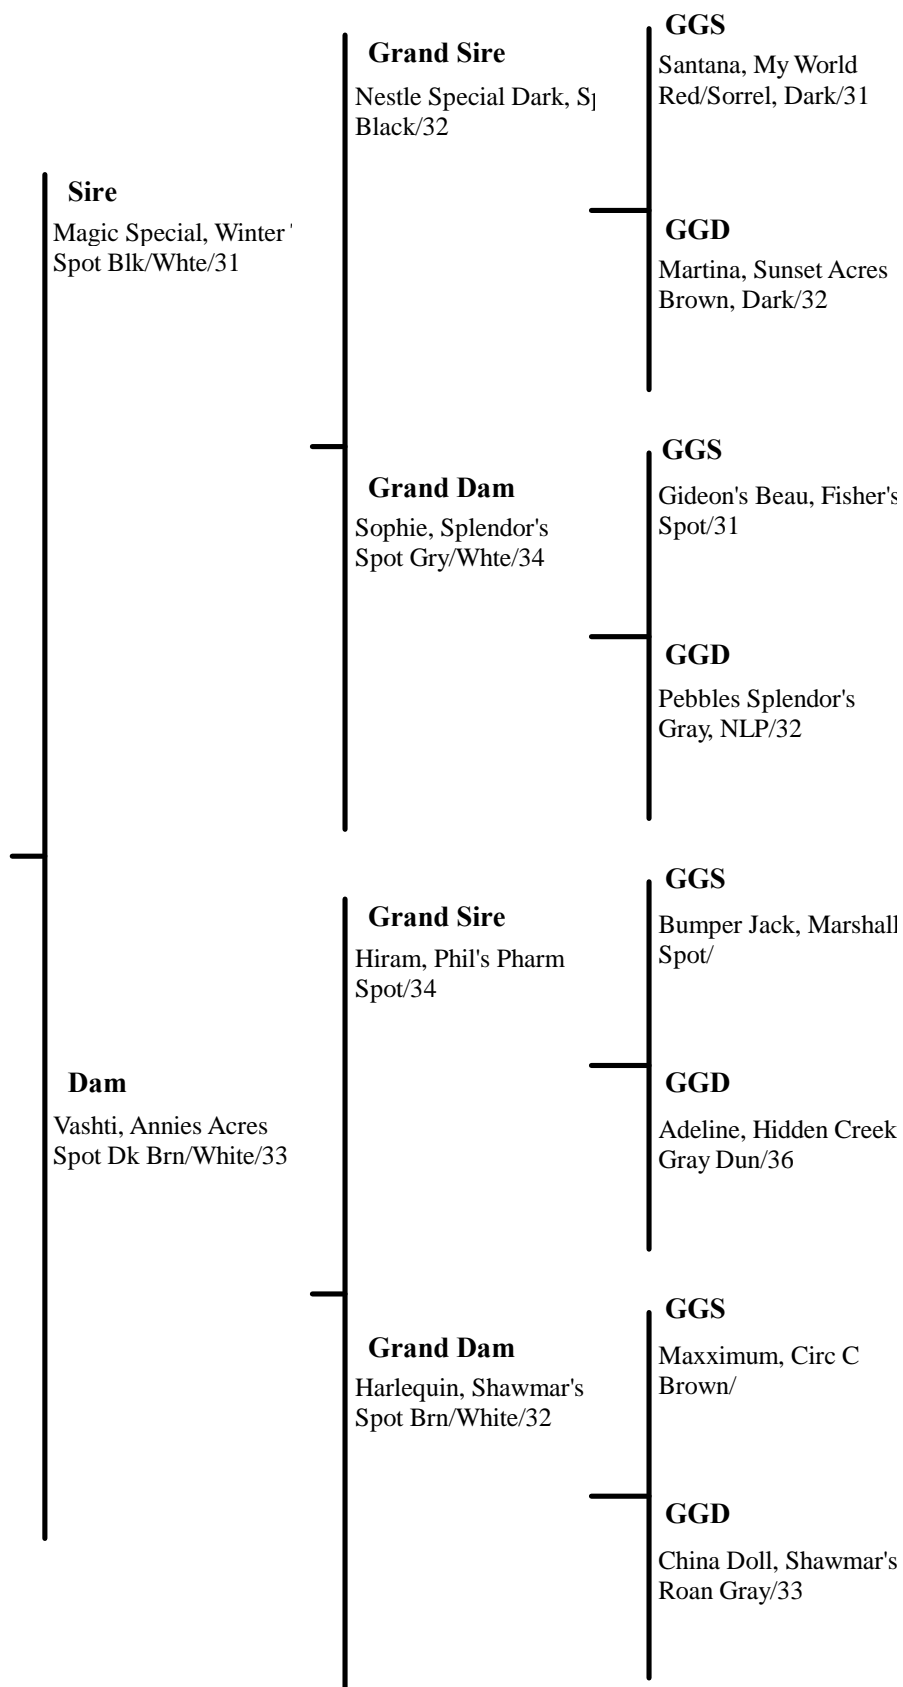 GGS
Santana, My World
Red/Sorrel, Dark/31
Grand Sire
Nestle Special Dark,
Black/32
Sire
Magic Special, Winter
Spot Blk/Whte/31
GGD
Martina, Sunset Acres
Brown, Dark/32
GGS
Gideon's Beau, Fisher's
Spot/31
Grand Dam
Sophie, Splendor's
Spot Gry/Whte/34
GGD
Pebbles Splendor's
Gray, NLP/32
GGS
Bumper Jack, Marshall
Spot/
Grand Sire
Hiram, Phil's Pharm
Spot/34
Dam
Vashti, Annies Acres
Spot Dk Brn/White/33
GGD
Adeline, Hidden Creek
Gray Dun/36
GGS
Maxximum, Circ C
Brown/
Grand Dam
Harlequin, Shawmar's
Spot Brn/White/32
GGD
China Doll, Shawmar's
Roan Gray/33